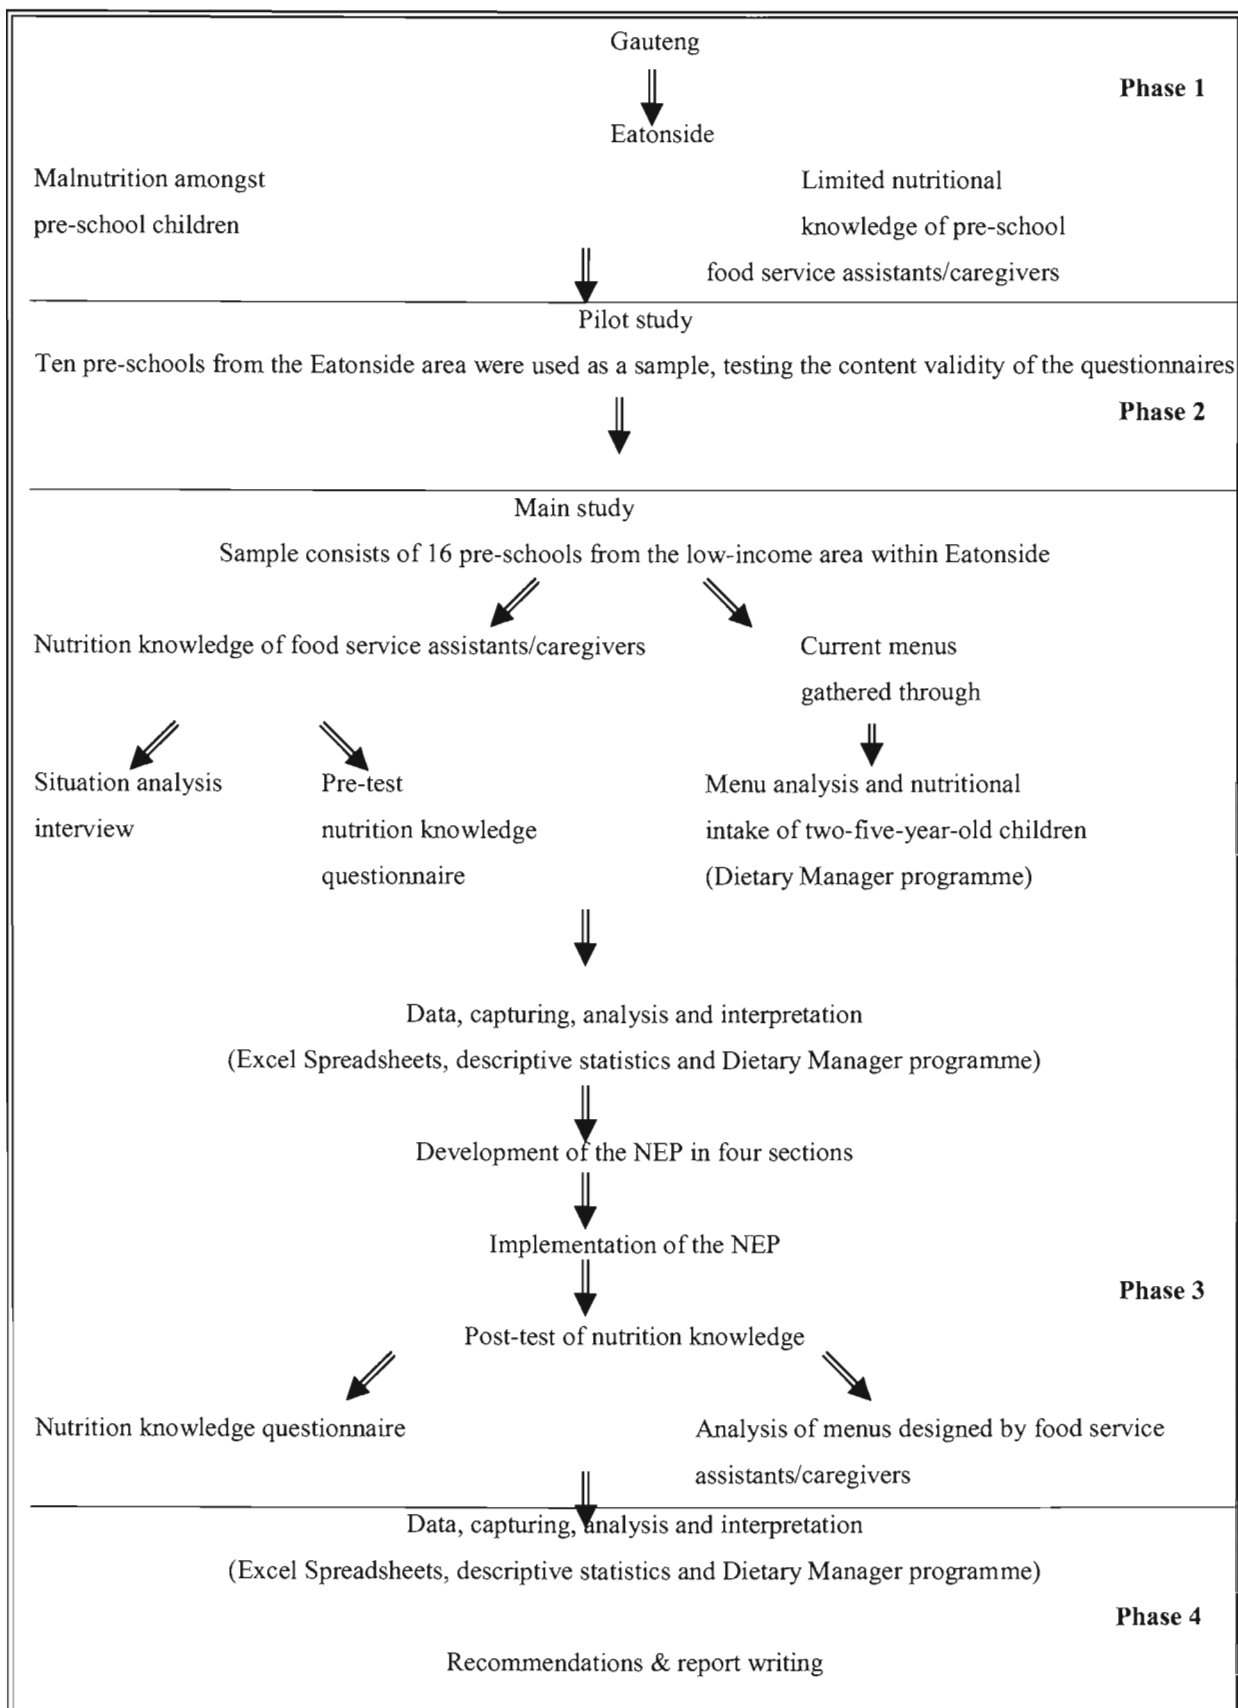 Gauteng
Phase 1
Eatonside
Malnutrition amongst
pre-school children
Limited nutritional
knowledge of pre-school
food service assistants/caregivers
Pilot study
Ten pre-schools from the Eatonside area were used as a sample, testing the content validity of the questionnaires
Phase 2
Main study
Sample consists of 16 pre-schools from the low-income area within Eatonside
Nutrition knowledge of food service assistants/caregivers
Current menus
gathered through
Situation analysis
interview
Pre-test
nutrition knowledge
questionnaire
Menu analysis and nutritional
intake of two-five-year-old children
(Dietary Manager programme)
Data, capturing, analysis and interpretation
(Excel Spreadsheets, descriptive statistics and Dietary Manager programme)
Development of the NEP in four sections
Implementation of the NEP
Phase 3
Post-test of nutrition knowledge
Nutrition knowledge questionnaire
Analysis of menus designed by food service
assistants/caregivers
Data, capturing, analysis and interpretation
(Excel Spreadsheets, descriptive statistics and Dietary Manager programme)
Phase 4
Recommendations & report writing